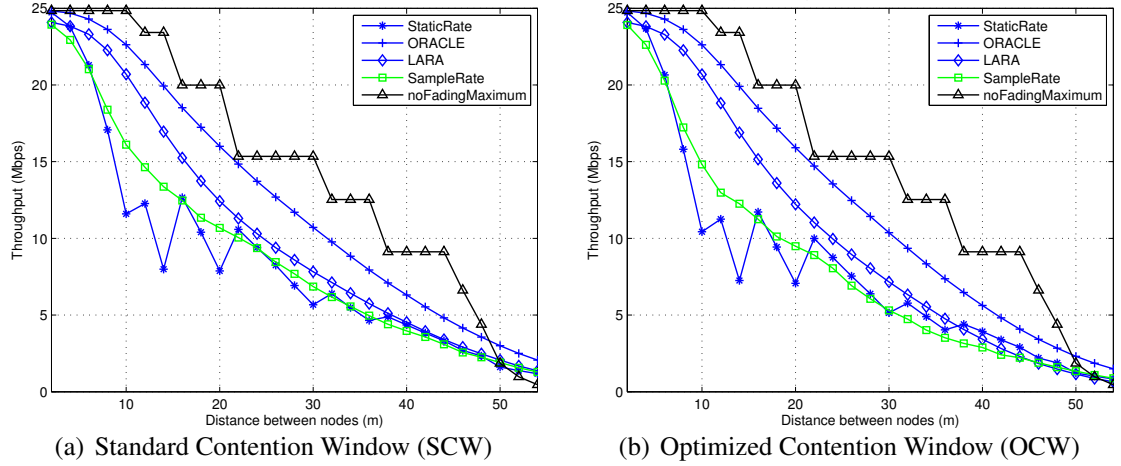 25
20
15
10
5
0
Throughput (Mbps)
10 20 30 40 50
Distance between nodes (m)
StaticRate
ORACLE
LARA
SampleRate
noFadingMaximum
(a) Standard Contention Window (SCW)
25
20
15
10
5
0
Throughput (Mbps)
10 20 30 40 50
Distance between nodes (m)
StaticRate
ORACLE
LARA
SampleRate
noFadingMaximum
(b) Optimized Contention Window (OCW)